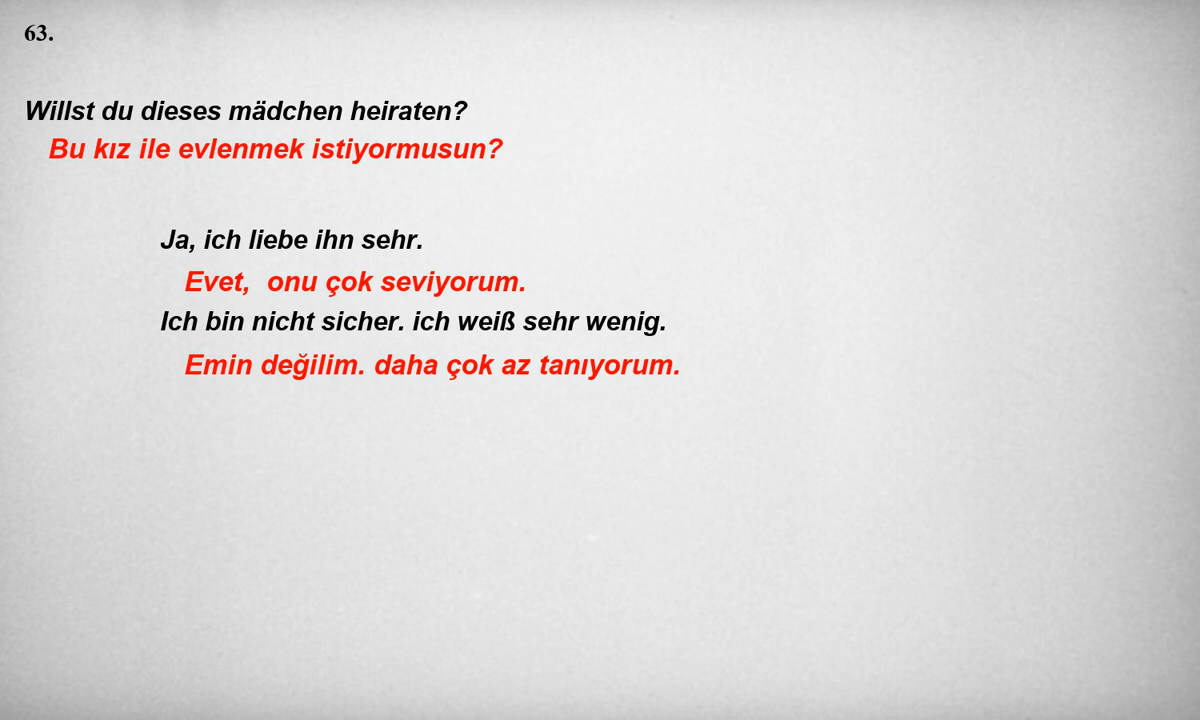 63.
Willst du dieses mädchen heiraten?
Bu kız ile evlenmek istiyormusun?
Ja, ich liebe ihn sehr.
Evet,  onu çok seviyorum.
Ich bin nicht sicher. ich weiß sehr wenig.
Emin değilim. daha çok az tanıyorum.